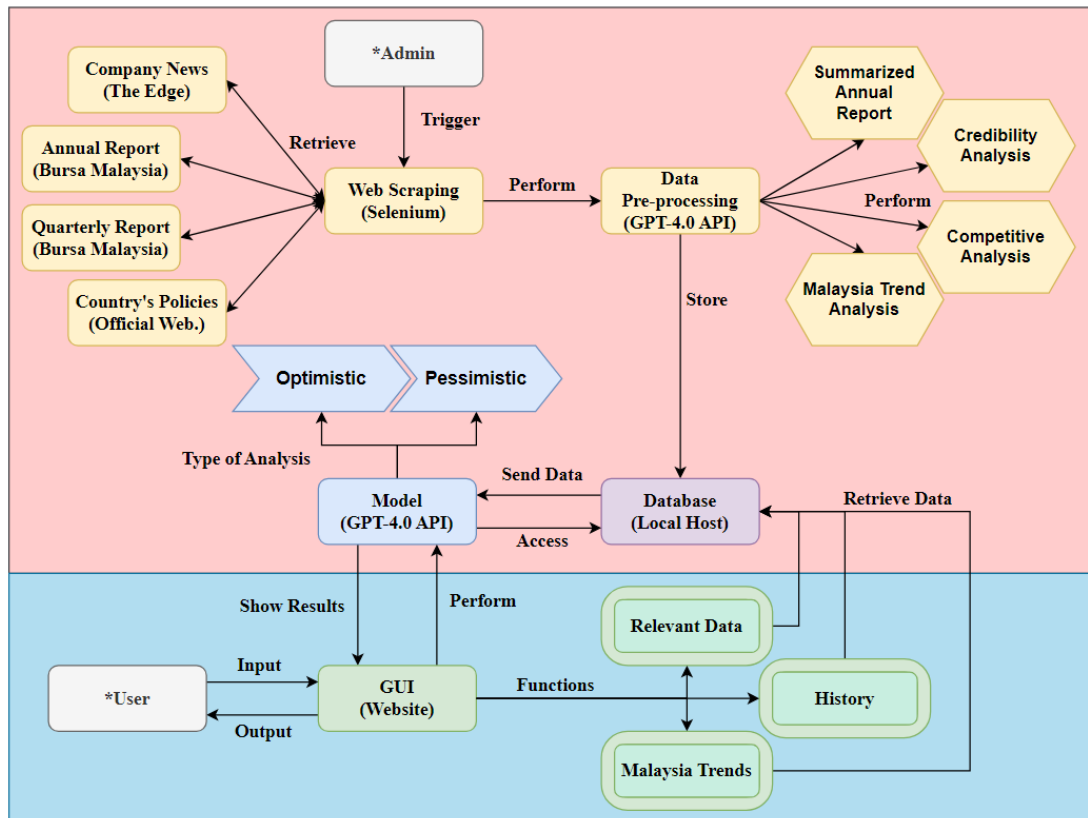 *Admin
Company News
(The Edge)
Trigger
Retrieve
Annual Report
(Bursa Malaysia)
Web Scraping
(Selenium)
Perform
Data
Pre-processing
(GPT-4.0 API)
Quarterly Report
(Bursa Malaysia)
Country's Policies
(Official Web.)
Summarized
Annual
Report
Credibility
Analysis
Perform
Competitive
Analysis
Malaysia Trend
Analysis
Store
Optimistic
Pessimistic
Type of Analysis
Model
(GPT-4.0 API)
Send Data
Access
Database
(Local Host)
Retrieve Data
Show Results
Perform
*User
Input
Output
GUI
(Website)
Functions
Relevant Data
History
Malaysia Trends